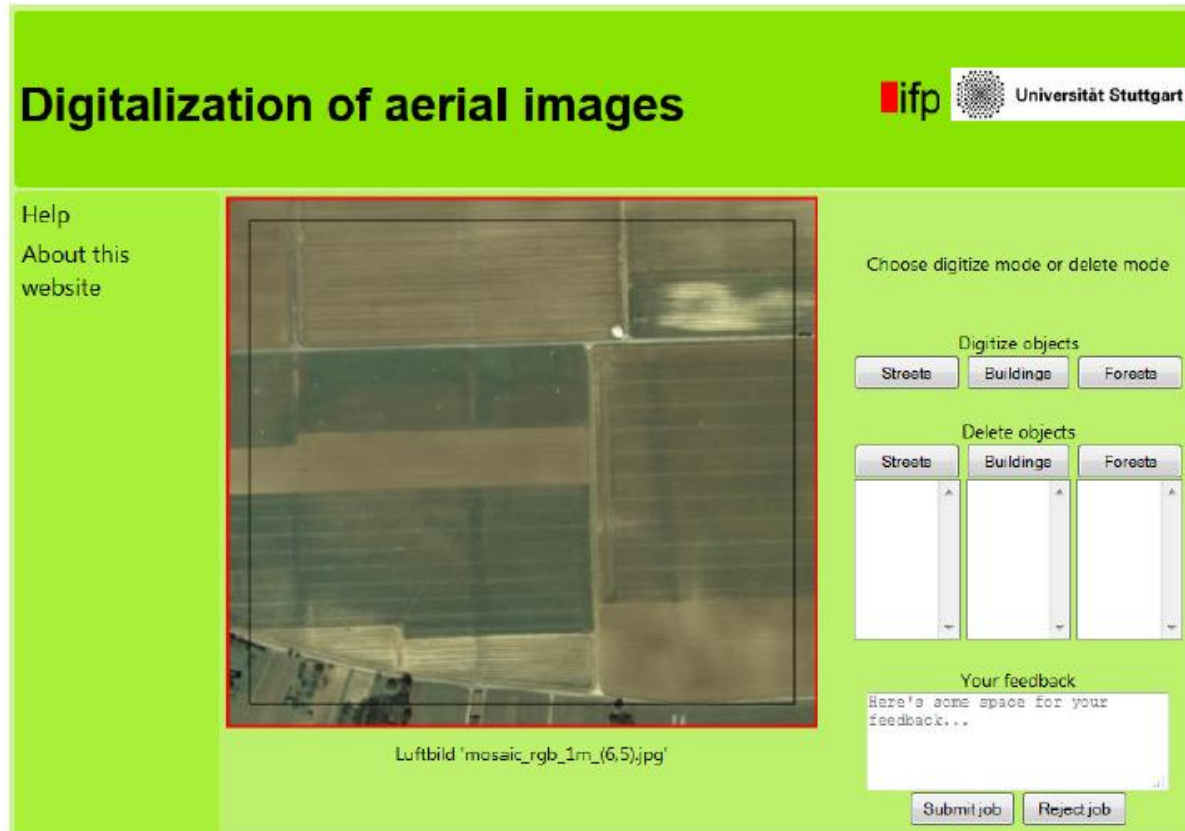 Digitalization of aerial images
ifp
Universität Stuttgart
Help
About this
website
Choose digitize mode or delete mode
Digitize objects
Streets Buildings Forests
Delete objects
Streets Buildings Forests
Your feedback
Here's some space for your
feedback...
Submit job Reject job
Luftbild 'mosaic_rgb_1m_(6,5).jpg'